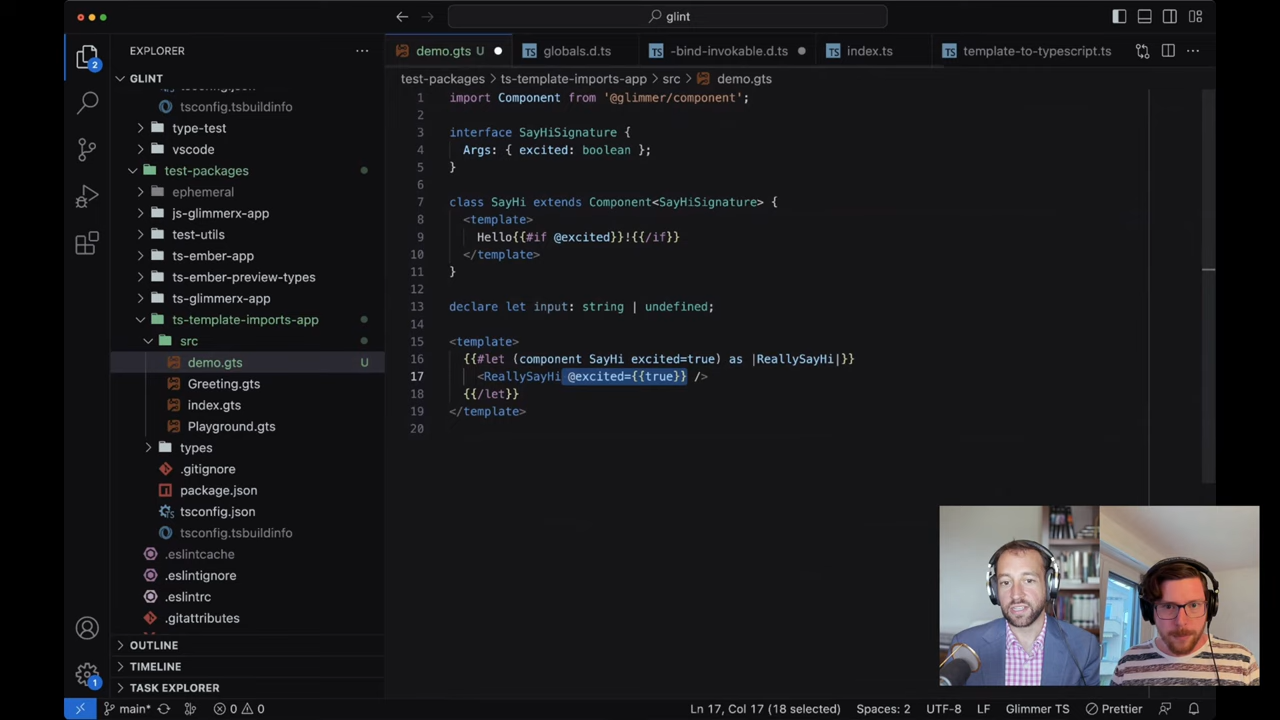 glint
EXPLORER
GLINT
tsconfig.tsbuildinfo
type-test
vscode
test-packages
ephemeral
js-glimmerx-app
test-utils
ts-ember-app
ts-ember-preview-types
ts-glimmerx-app
ts-template-imports-app
src
demo.gts U
Greeting.gts
index.gts
Playground.gts
types
.gitignore
package.json
tsconfig.json
tsconfig.tsbuildinfo
.eslintcache
.eslintignore
.eslintrc
.gitattributes
OUTLINE
TIMELINE
TASK EXPLORER
2
1
demo.gts U
TS globals.d.ts
TS -bind-invokable.d.ts
TS index.ts
TS template-to-typescript.ts
test-packages > ts-template-imports-app > src > demo.gts
1 import Component from '@glimmer/component';
2
3 interface SayHiSignature {
4 Args: { excited: boolean };
5 }
6
7 class SayHi extends Component<SayHiSignature> {
8 <template>
9 Hello{{#if @excited}}!{{/if}}
10 </template>
11 }
12
13 declare let input: string | undefined;
14
15 <template>
16 {{#let (component SayHi excited=true) as |ReallySayHi|}}
17 <ReallySayHi @excited={{true}} />
18 {{/let}}
19 </template>
20
main* 0 0 Ln 17, Col 17 (18 selected) Spaces: 2 UTF-8 LF Glimmer TS Prettier